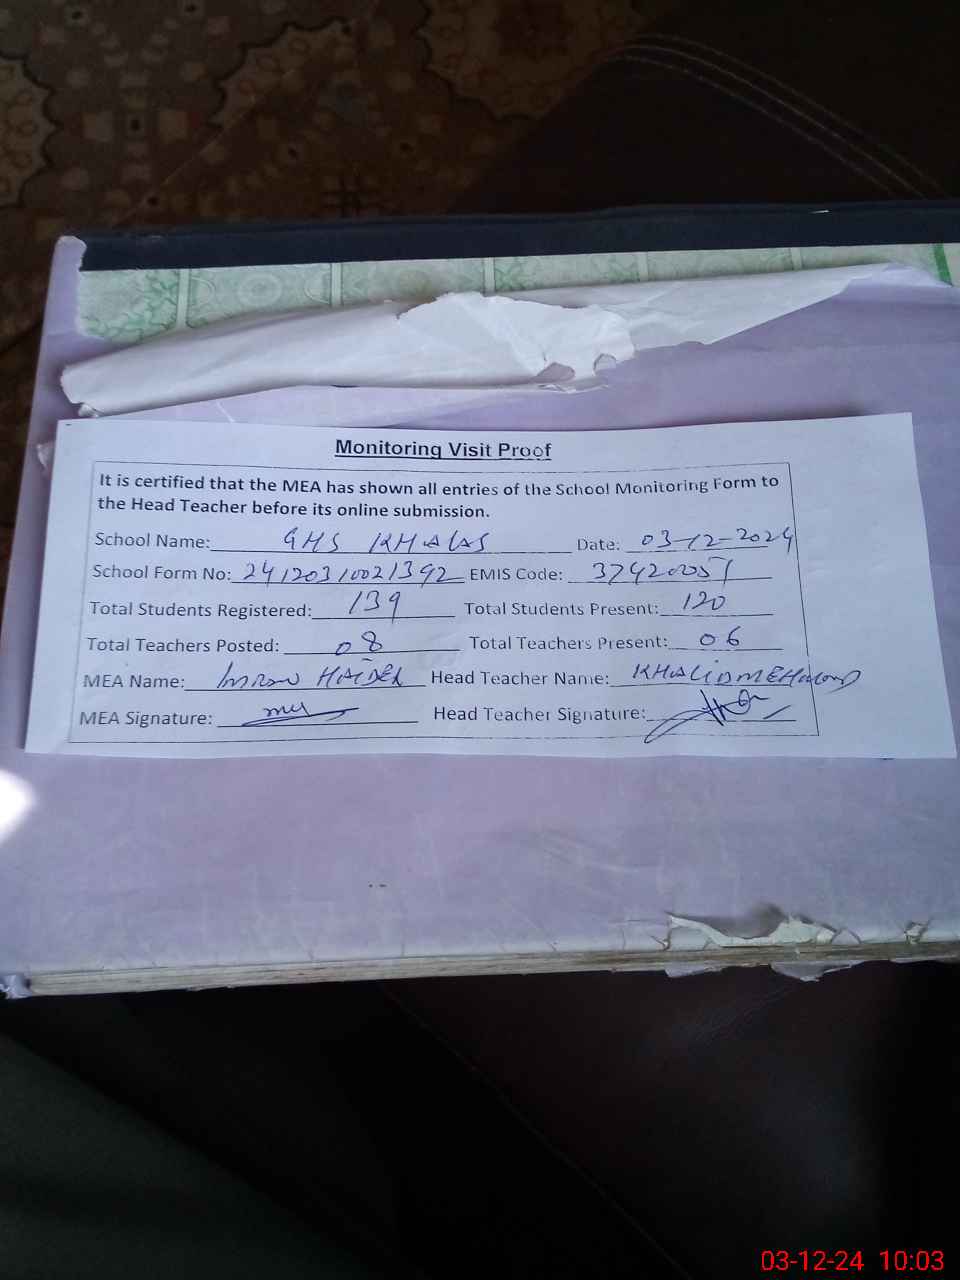 Monitoring Visit Proof
It is certified that the MEA has shown all entries of the School Monitoring Form to
the Head Teacher before its online submission.
School Name: GHS KHALAS Date: 03-12-2024
School Form No: 24120310021392 EMIS Code: 37420051
Total Students Registered: 139 Total Students Present: 120
Total Teachers Posted: 08 Total Teachers Present: 06
MEA Name: Imran HAIDER Head Teacher Name: KHALID MEHMOOD
MEA Signature: Head Teacher Signature:
03-12-24 10:03